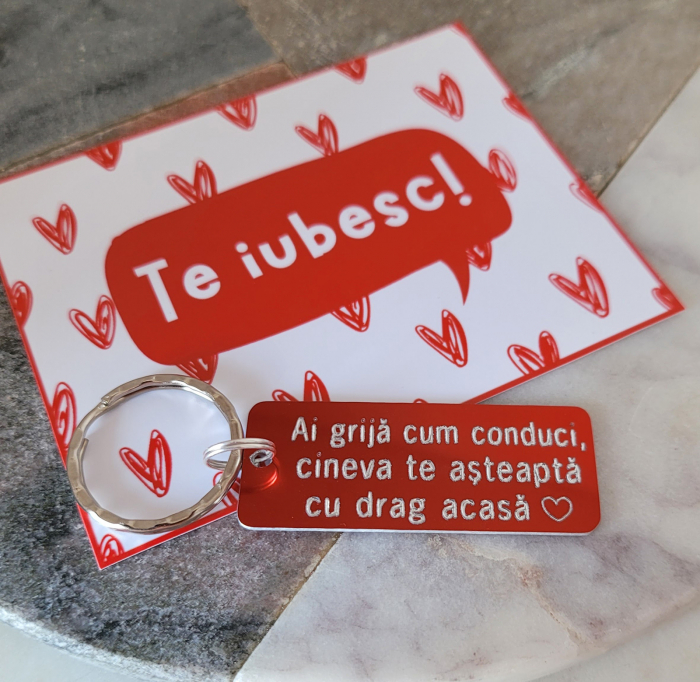 Te iubesc!
Ai grijă cum conduci,
cineva te așteaptă
cu drag acasă